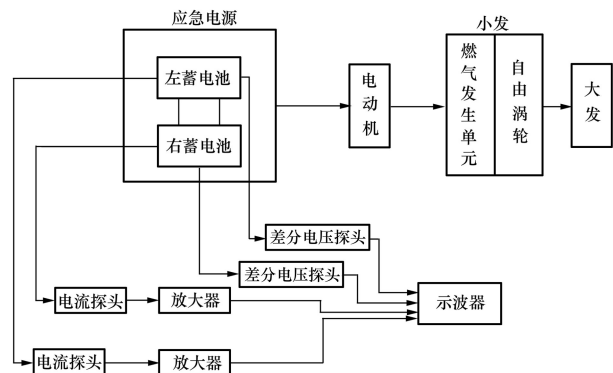 应急电源
小发
左蓄电池
右蓄电池
电动机
燃气发生单元
自由涡轮
大发
差分电压探头
差分电压探头
示波器
电流探头
放大器
电流探头
放大器